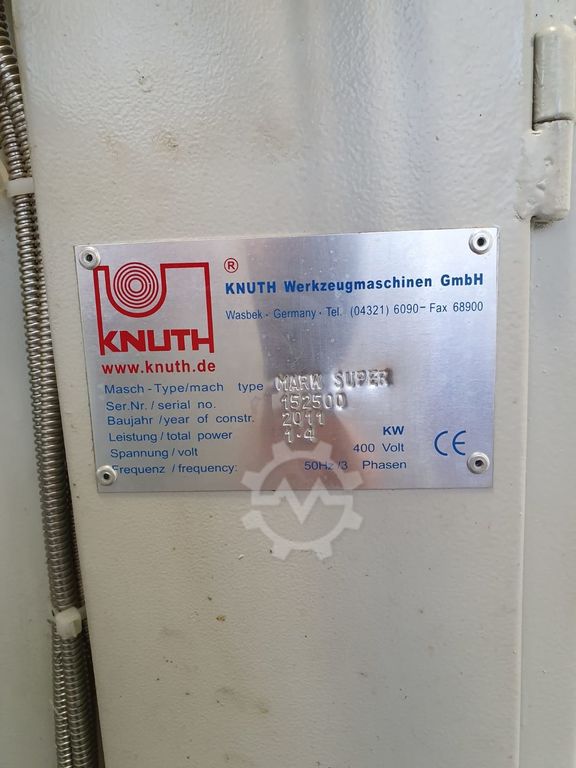 ®
KNUTH
www.knuth.de
KNUTH Werkzeugmaschinen GmbH
Wasbek - Germany - Tel. (04321) 6090 - Fax 68900
Masch - Type/mach type MARK SUPER
Ser.Nr. / serial no. 152500
Baujahr / year of constr. 2011
Leistung / total power 1.4 KW
Spannung / volt 400 Volt
Frequenz / frequency: 50Hz /3 Phasen
CE